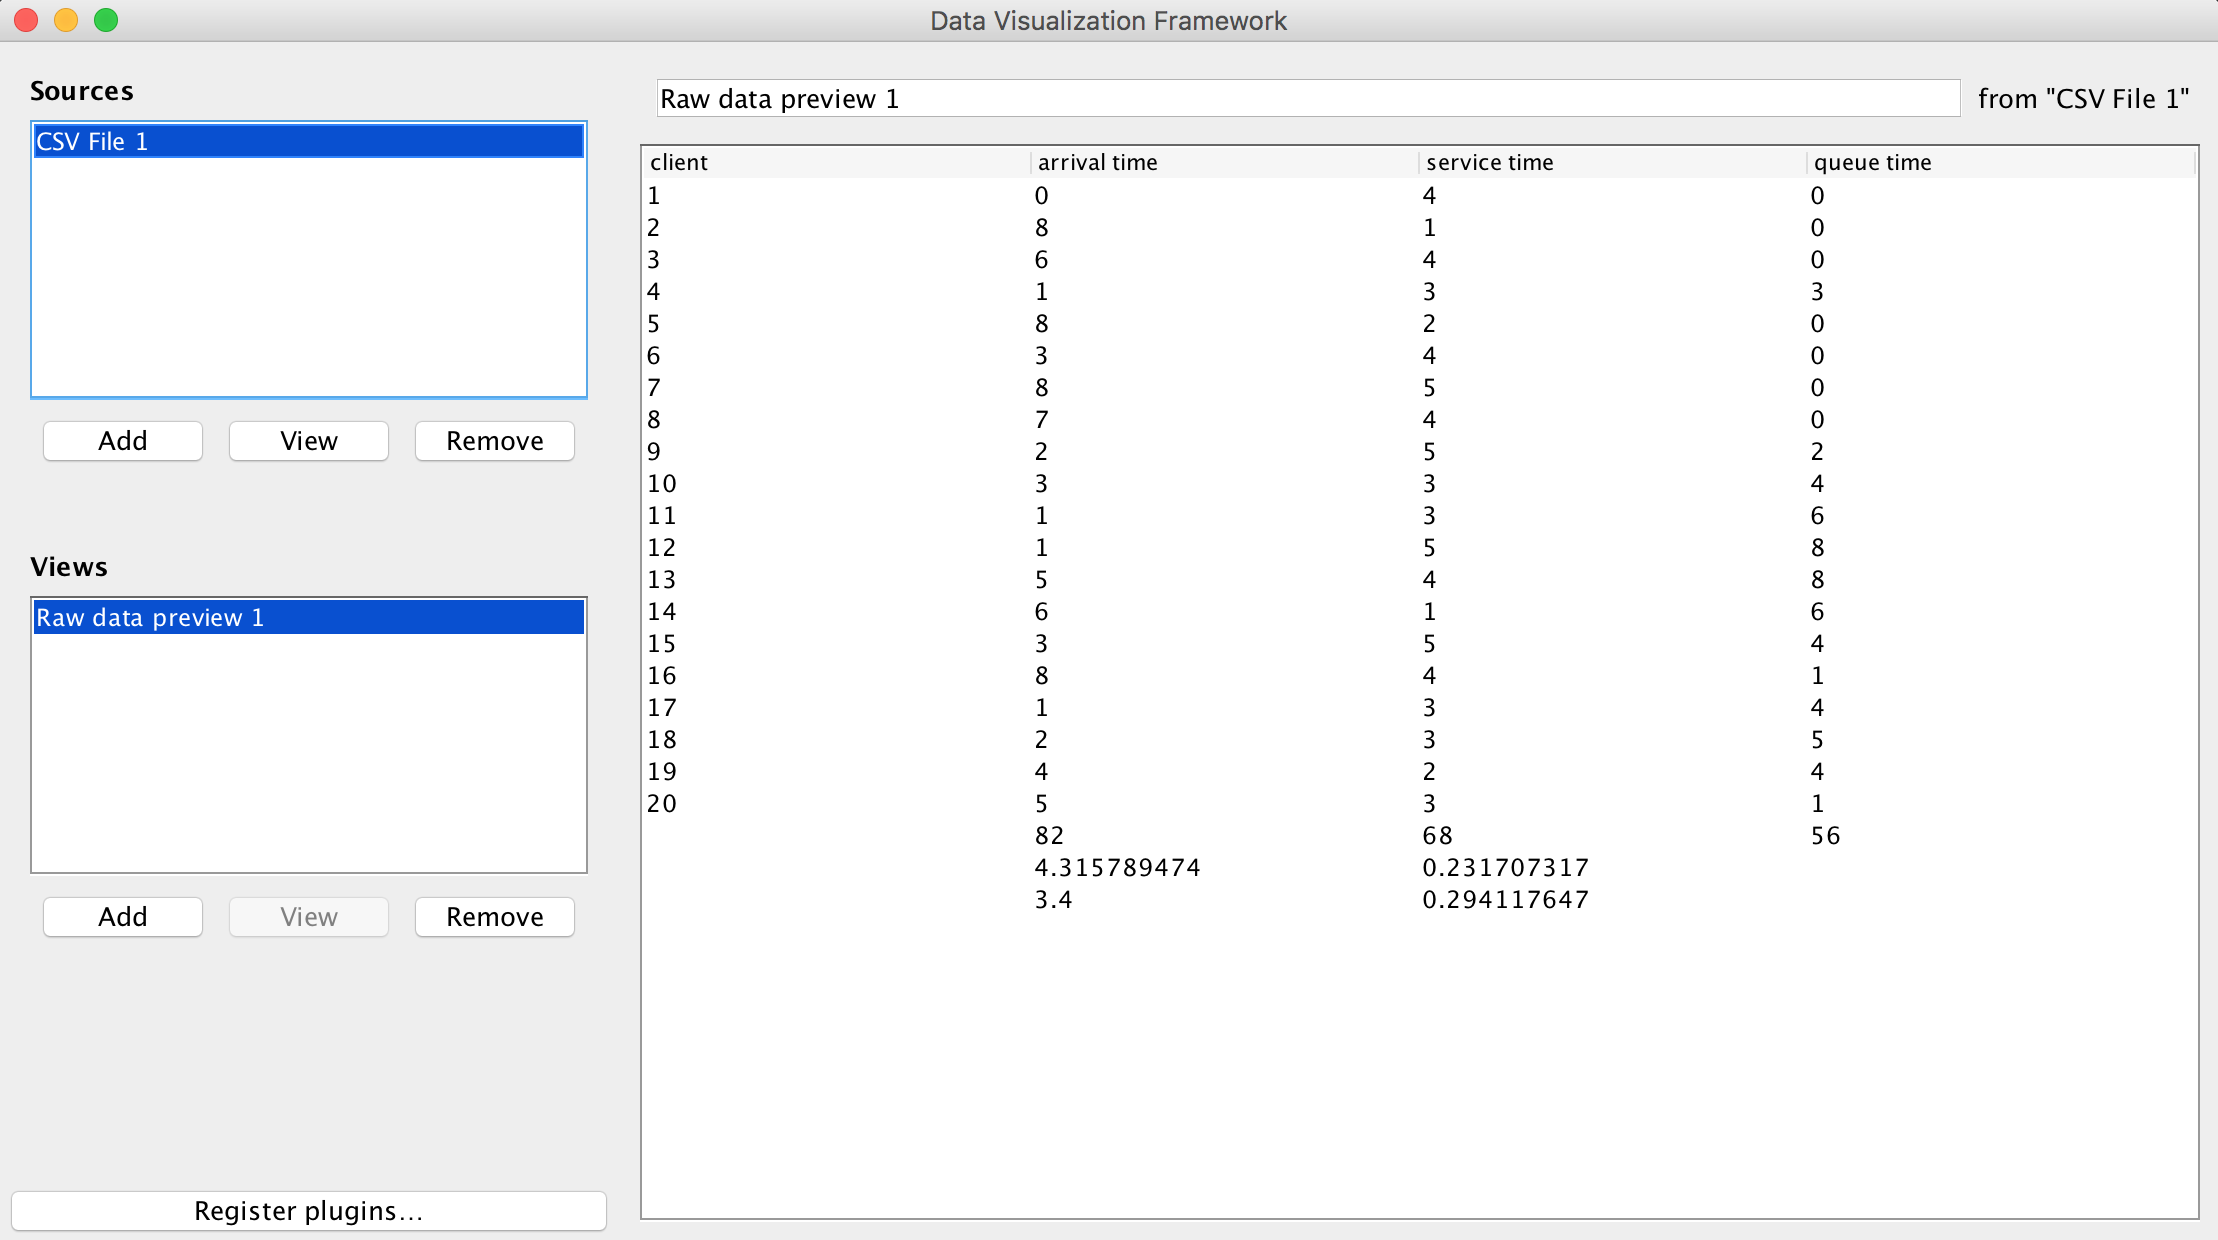 Data Visualization Framework
Sources
CSV File 1
Add View Remove
Views
Raw data preview 1
Add View Remove
Register plugins...
Raw data preview 1 from "CSV File 1"
client arrival time service time queue time
1 0 4 0
2 8 1 0
3 6 4 0
4 1 3 3
5 8 2 0
6 3 4 0
7 8 5 0
8 7 4 0
9 2 5 2
10 3 3 4
11 1 3 6
12 1 5 8
13 5 4 8
14 6 1 6
15 3 5 4
16 8 4 1
17 1 3 4
18 2 3 5
19 4 2 4
20 5 3 1
82 68 56
4.315789474 0.231707317
3.4 0.294117647